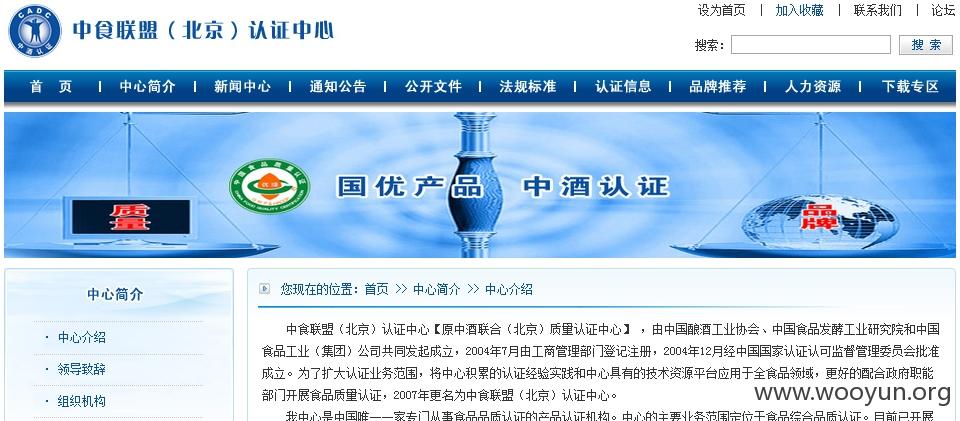 设为首页 | 加入收藏 | 联系我们 | 论坛
CADC
中酒认证
中食联盟（北京）认证中心
搜索： 搜 索
首 页 | 中心简介 | 新闻中心 | 通知公告 | 公开文件 | 法规标准 | 认证信息 | 品牌推荐 | 人力资源 | 下载专区
中国食品质量认证
优级
CHINA FOOD QUALITY CERTIFICATION
国优产品 中酒认证
质量
品牌
中心简介
· 中心介绍
· 领导致辞
· 组织机构
您现在的位置：首页 >> 中心简介 >> 中心介绍
中食联盟（北京）认证中心【原中酒联合（北京）质量认证中心】，由中国酿酒工业协会、中国食品发酵工业研究院和中国
食品工业（集团）公司共同发起成立，2004年7月由工商管理部门登记注册，2004年12月经中国国家认证认可监督管理委员会批准
成立。为了扩大认证业务范围，将中心积累的认证经验实践和中心具有的技术资源平台应用于全食品领域，更好的配合政府职能
部门开展食品质量认证，2007年更名为中食联盟（北京）认证中心。
我中心是中国唯一一家专门从事食品品质认证的产品认证机构。中心的主要业务范围定位于食品综合品质认证。目前已开展
www.wooyun.org